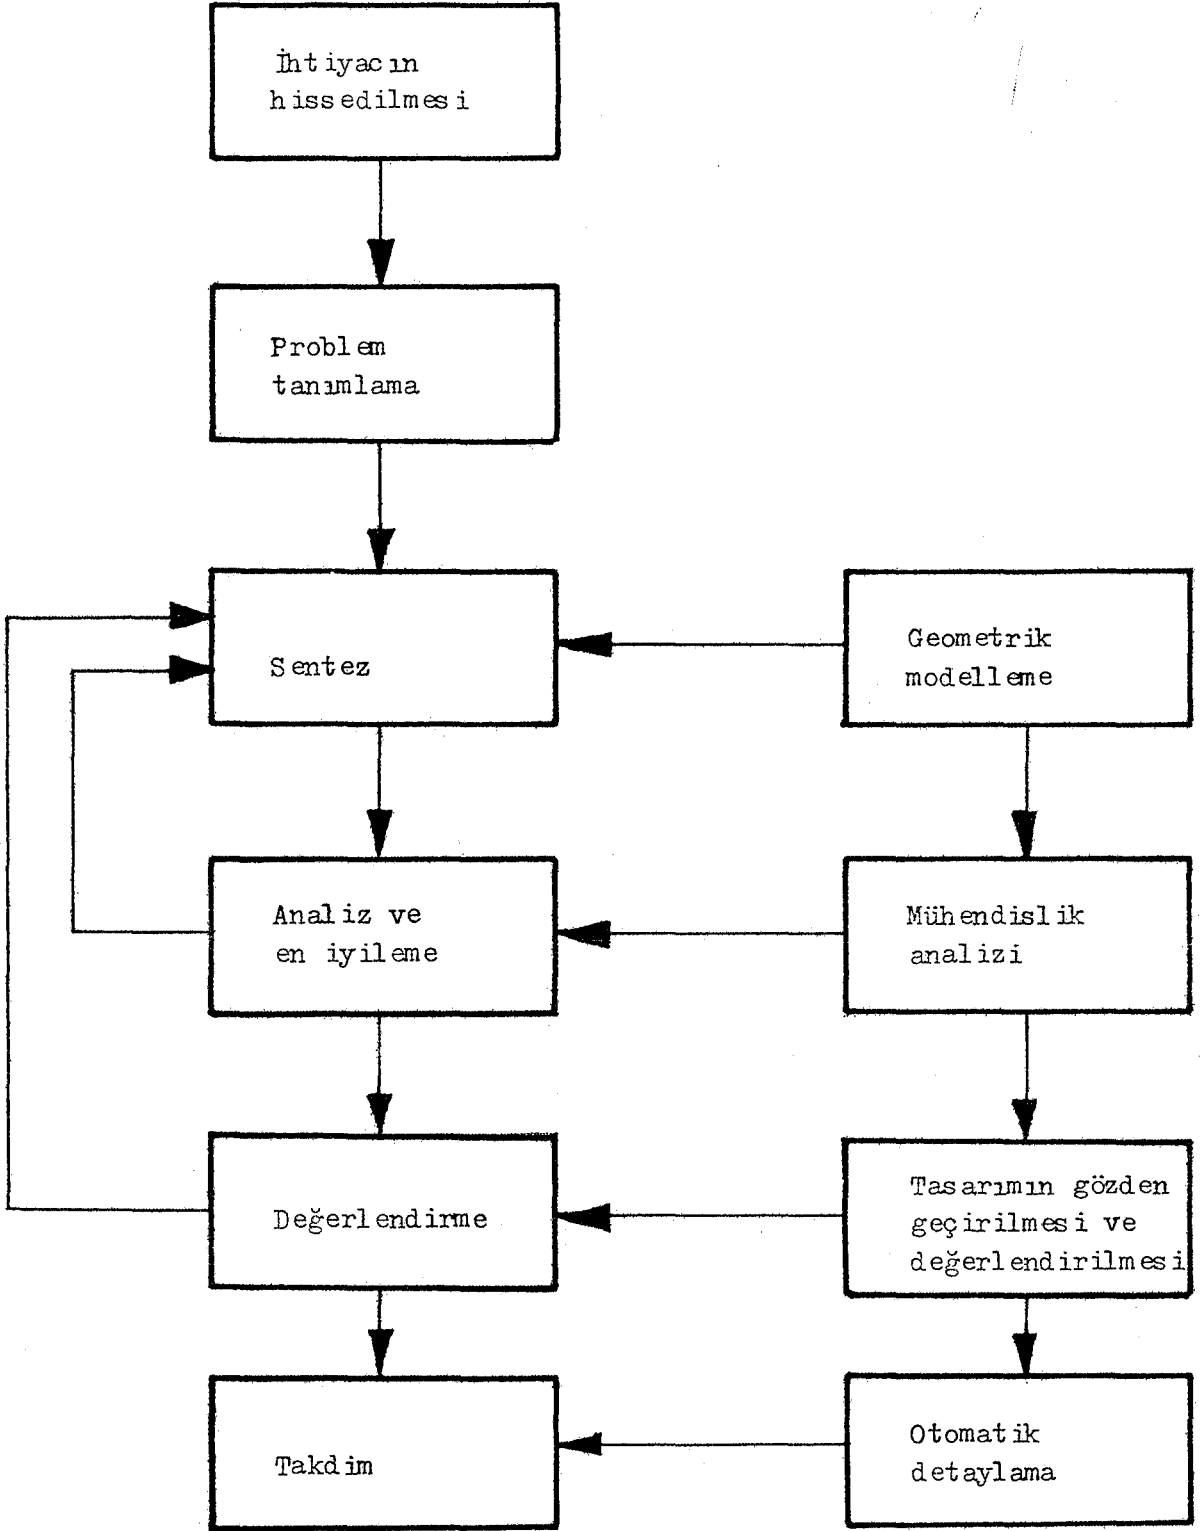 İhtiyacın
hissedilmesi
Problem
tanımlama
Sentez
Geometrik
modelleme
Analiz ve
en iyileme
Mühendislik
analizi
Değerlendirme
Tasarımın gözden
geçirilmesi ve
değerlendirilmesi
Takdim
Otomatik
detaylama